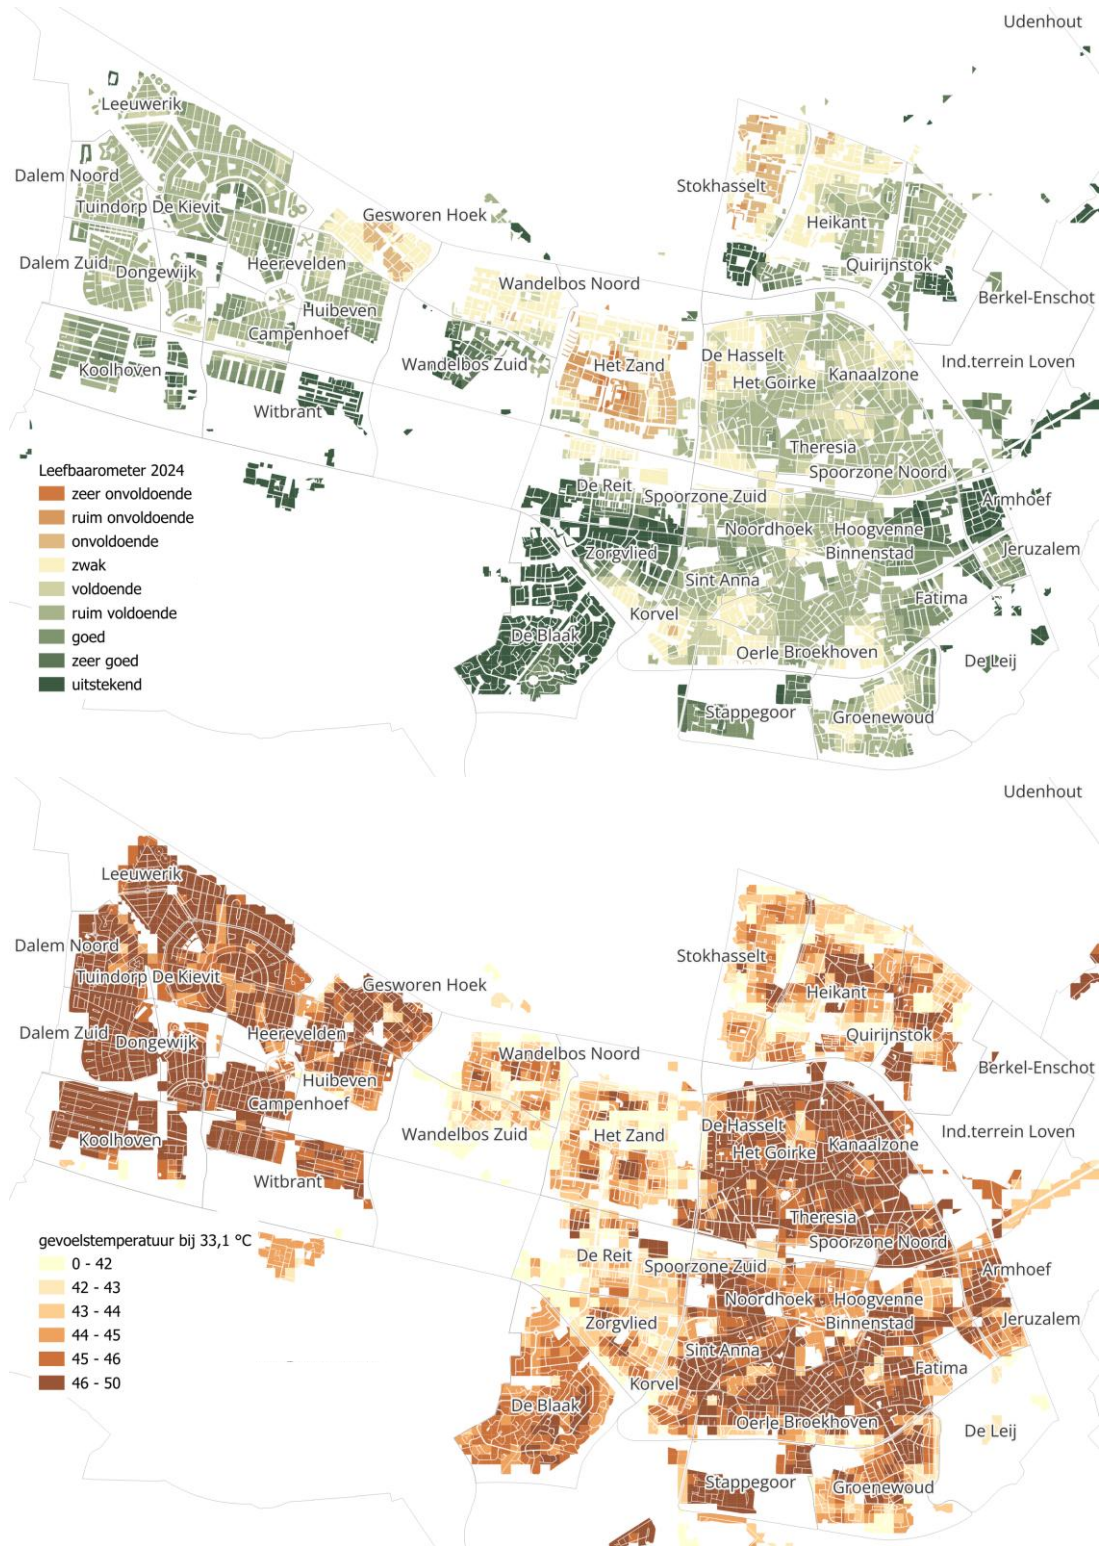 Udenhout
Leeuwerik
Dalem Noord
Stokhasselt
Tuindorp De Kievit
Gesworen Hoek
Heikant
Dalem Zuid
Dongewijk
Heerevelden
Quirijnstok
Wandelbos Noord
Berkel-Enschot
Huibeven
Campenhoef
De Hasselt
Koolhoven
Wandelbos Zuid
Het Zand
Ind.terrein Loven
Kanaalzone
Het Goirke
Witbrant
Theresia
Leefbaarometer 2024
Spoorzone Noord
De Reit
zeer onvoldoende
Spoorzone Zuid
Armhoef
ruim onvoldoende
Noordhoek
Hoogvenne
onvoldoende
Zorgvlied
Binnenstad
Jeruzalem
zwak
Sint Anna
voldoende
Fatima
ruim voldoende
Korvel
goed
De Blaak
Oerle
Broekhoven
De Leij
zeer goed
uitstekend
Stappegoor
Groenewoud
Udenhout
Leeuwerik
Dalem Noord
Stokhasselt
Tuindorp De Kievit
Gesworen Hoek
Heikant
Dalem Zuid
Dongewijk
Heerevelden
Quirijnstok
Wandelbos Noord
Berkel-Enschot
Huibeven
Campenhoef
De Hasselt
Koolhoven
Wandelbos Zuid
Het Zand
Ind.terrein Loven
Kanaalzone
Het Goirke
Witbrant
Theresia
gevoelstemperatuur bij 33,1 °C
Spoorzone Noord
De Reit
0 - 42
Spoorzone Zuid
Armhoef
42 - 43
Noordhoek
Hoogvenne
43 - 44
Zorgvlied
Binnenstad
Jeruzalem
44 - 45
Sint Anna
45 - 46
Fatima
46 - 50
Korvel
De Blaak
Oerle
Broekhoven
De Leij
Stappegoor
Groenewoud